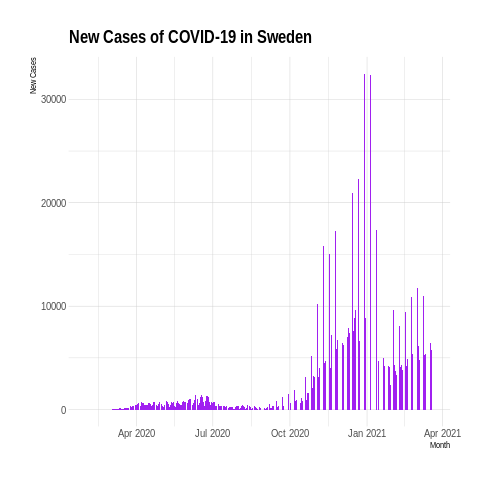 New Cases of COVID-19 in Sweden
New Cases
30000
20000
10000
0
Apr 2020 Jul 2020 Oct 2020 Jan 2021 Apr 2021
Month